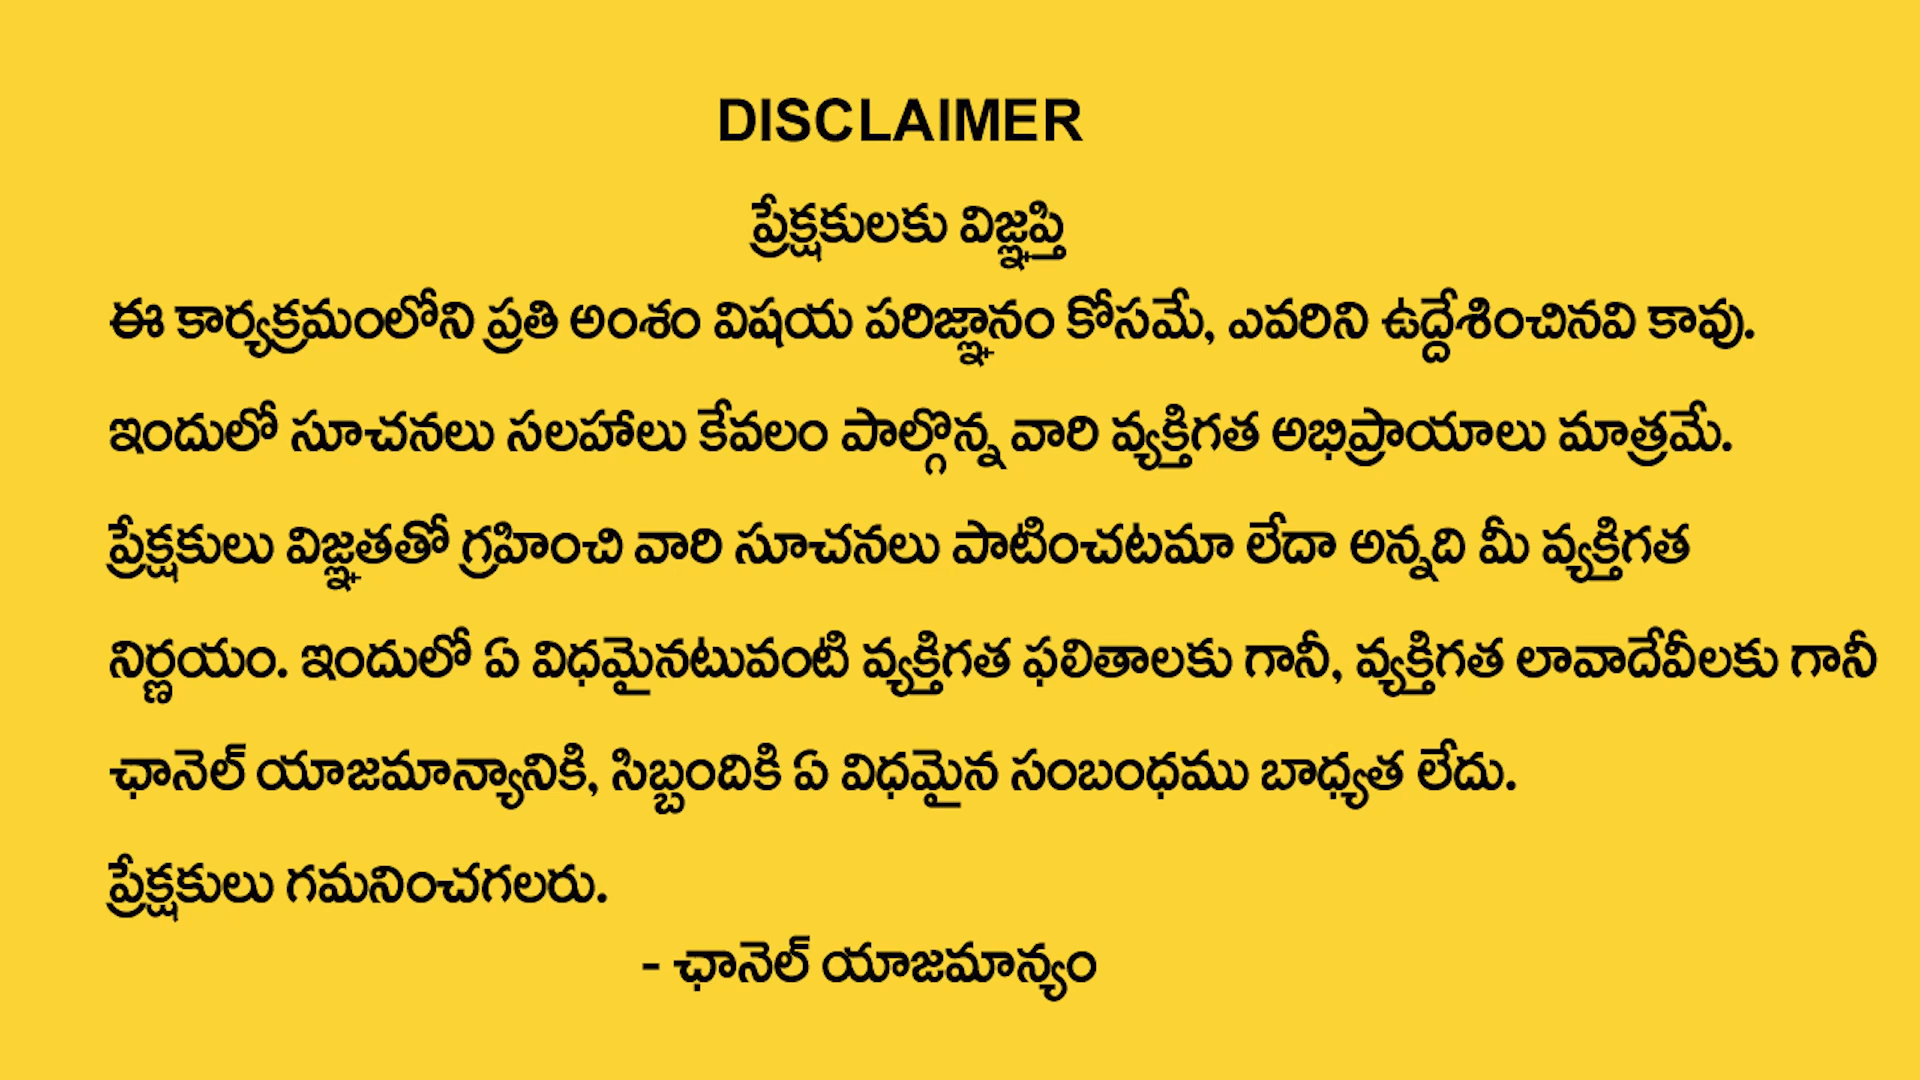 DISCLAIMER
ప్రేక్షకులకు విజ్ఞప్తి
ఈ కార్యక్రమంలోని ప్రతి అంశం విషయ పరిజ్ఞానం కోసమే, ఎవరిని ఉద్దేశించినవి కావు.
ఇందులో సూచనలు సలహాలు కేవలం పాల్గొన్న వారి వ్యక్తిగత అభిప్రాయాలు మాత్రమే.
ప్రేక్షకులు విజ్ఞతతో గ్రహించి వారి సూచనలు పాటించటమా లేదా అన్నది మీ వ్యక్తిగత
నిర్ణయం. ఇందులో ఏ విధమైనటువంటి వ్యక్తిగత ఫలితాలకు గానీ, వ్యక్తిగత లావాదేవీలకు గానీ
ఛానెల్ యాజమాన్యానికి, సిబ్బందికి ఏ విధమైన సంబంధము బాధ్యత లేదు.
ప్రేక్షకులు గమనించగలరు.
- ఛానెల్ యాజమాన్యం